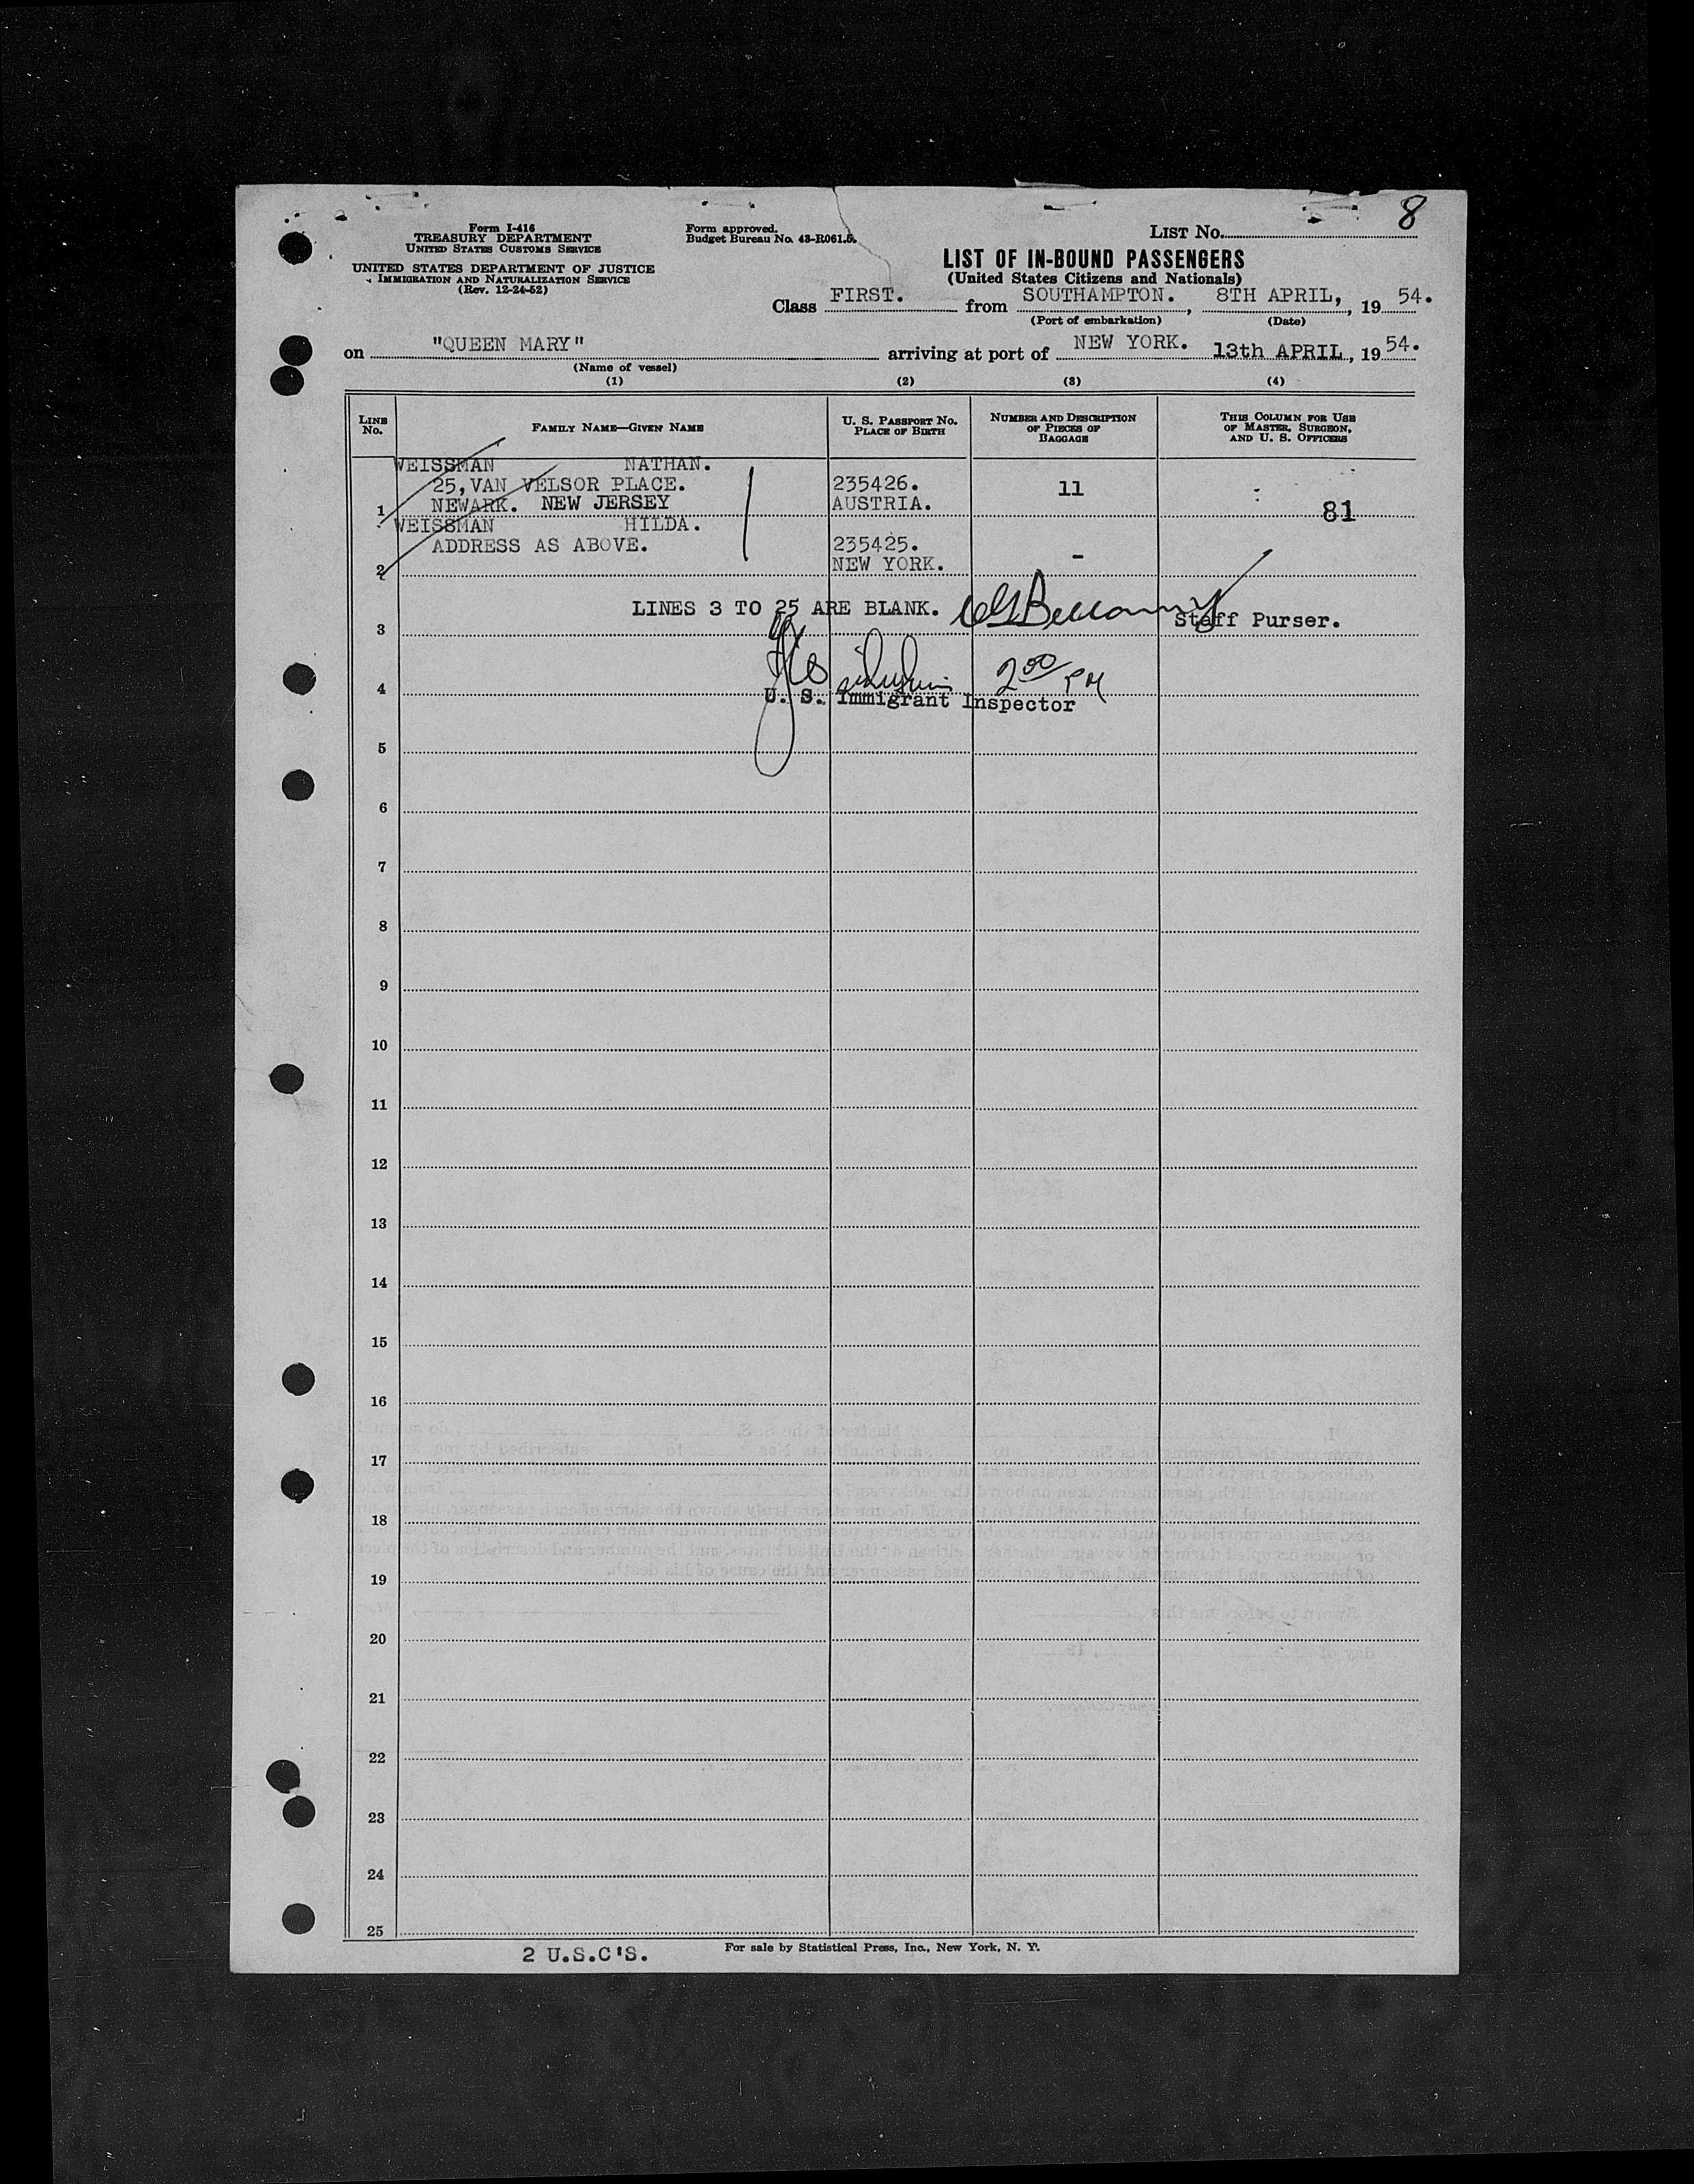 8
Form I-416
TREASURY DEPARTMENT
UNITED STATES CUSTOMS SERVICE
UNITED STATES DEPARTMENT OF JUSTICE
IMMIGRATION AND NATURALIZATION SERVICE
(Rev. 12-24-52)
Form approved.
Budget Bureau No. 43-R061.5.
LIST No.
LIST OF IN-BOUND PASSENGERS
(United States Citizens and Nationals)
Class FIRST. from SOUTHAMPTON. , 8TH APRIL, , 19 54.
(Port of embarkation) (Date)
on "QUEEN MARY" arriving at port of NEW YORK. 13th APRIL , 19 54.
(Name of vessel)
(1) (2) (3) (4)
LINE No. FAMILY NAME—GIVEN NAME U. S. PASSPORT No. PLACE OF BIRTH NUMBER AND DESCRIPTION OF PIECES OF BAGGAGE THIS COLUMN FOR USE OF MASTER, SURGEON, AND U. S. OFFICERS
WEISSMAN NATHAN.
25, VAN VELSOR PLACE. 235426. 11
1 NEWARK. NEW JERSEY AUSTRIA. 81
WEISSMAN HILDA.
ADDRESS AS ABOVE. 235425. -
2 NEW YORK.
LINES 3 TO 25 ARE BLANK. Staff Purser.
3
2 00 PM
4
U. S. Immigrant Inspector
5
6
7
8
9
10
11
12
13
14
15
16
17
18
19
20
21
22
23
24
25
2 U.S.C'S. For sale by Statistical Press, Inc., New York, N. Y.